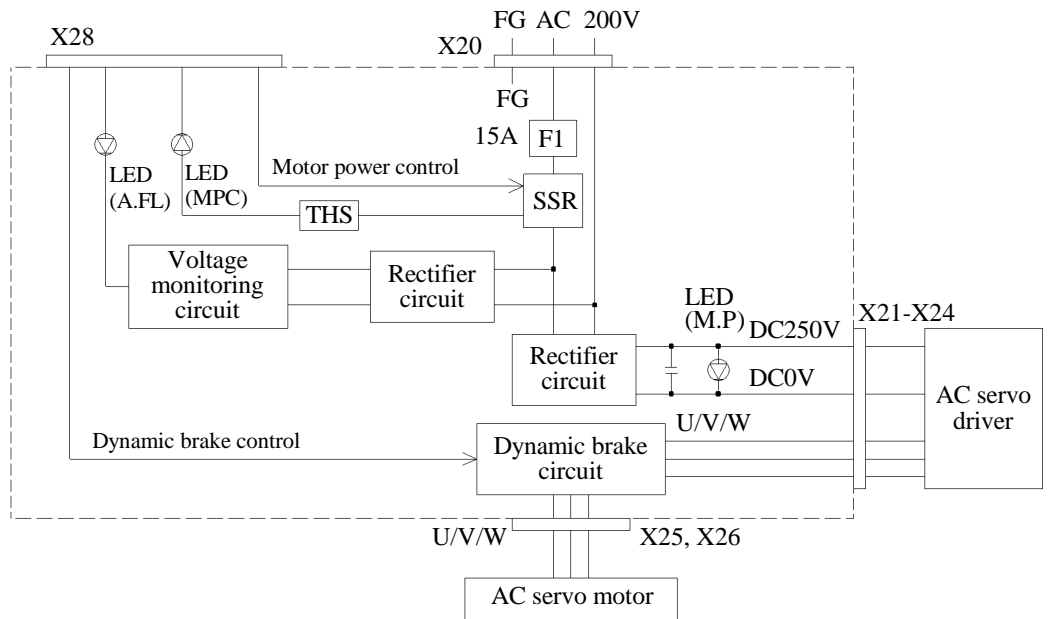 FG AC 200V
X28
X20
FG
15A
F1
LED
(A.FL)
LED
(MPC)
Motor power control
SSR
THS
Voltage
monitoring
circuit
Rectifier
circuit
LED
(M.P)
X21-X24
DC250V
Rectifier
circuit
DC0V
AC servo
driver
U/V/W
Dynamic brake control
Dynamic brake
circuit
U/V/W
X25, X26
AC servo motor